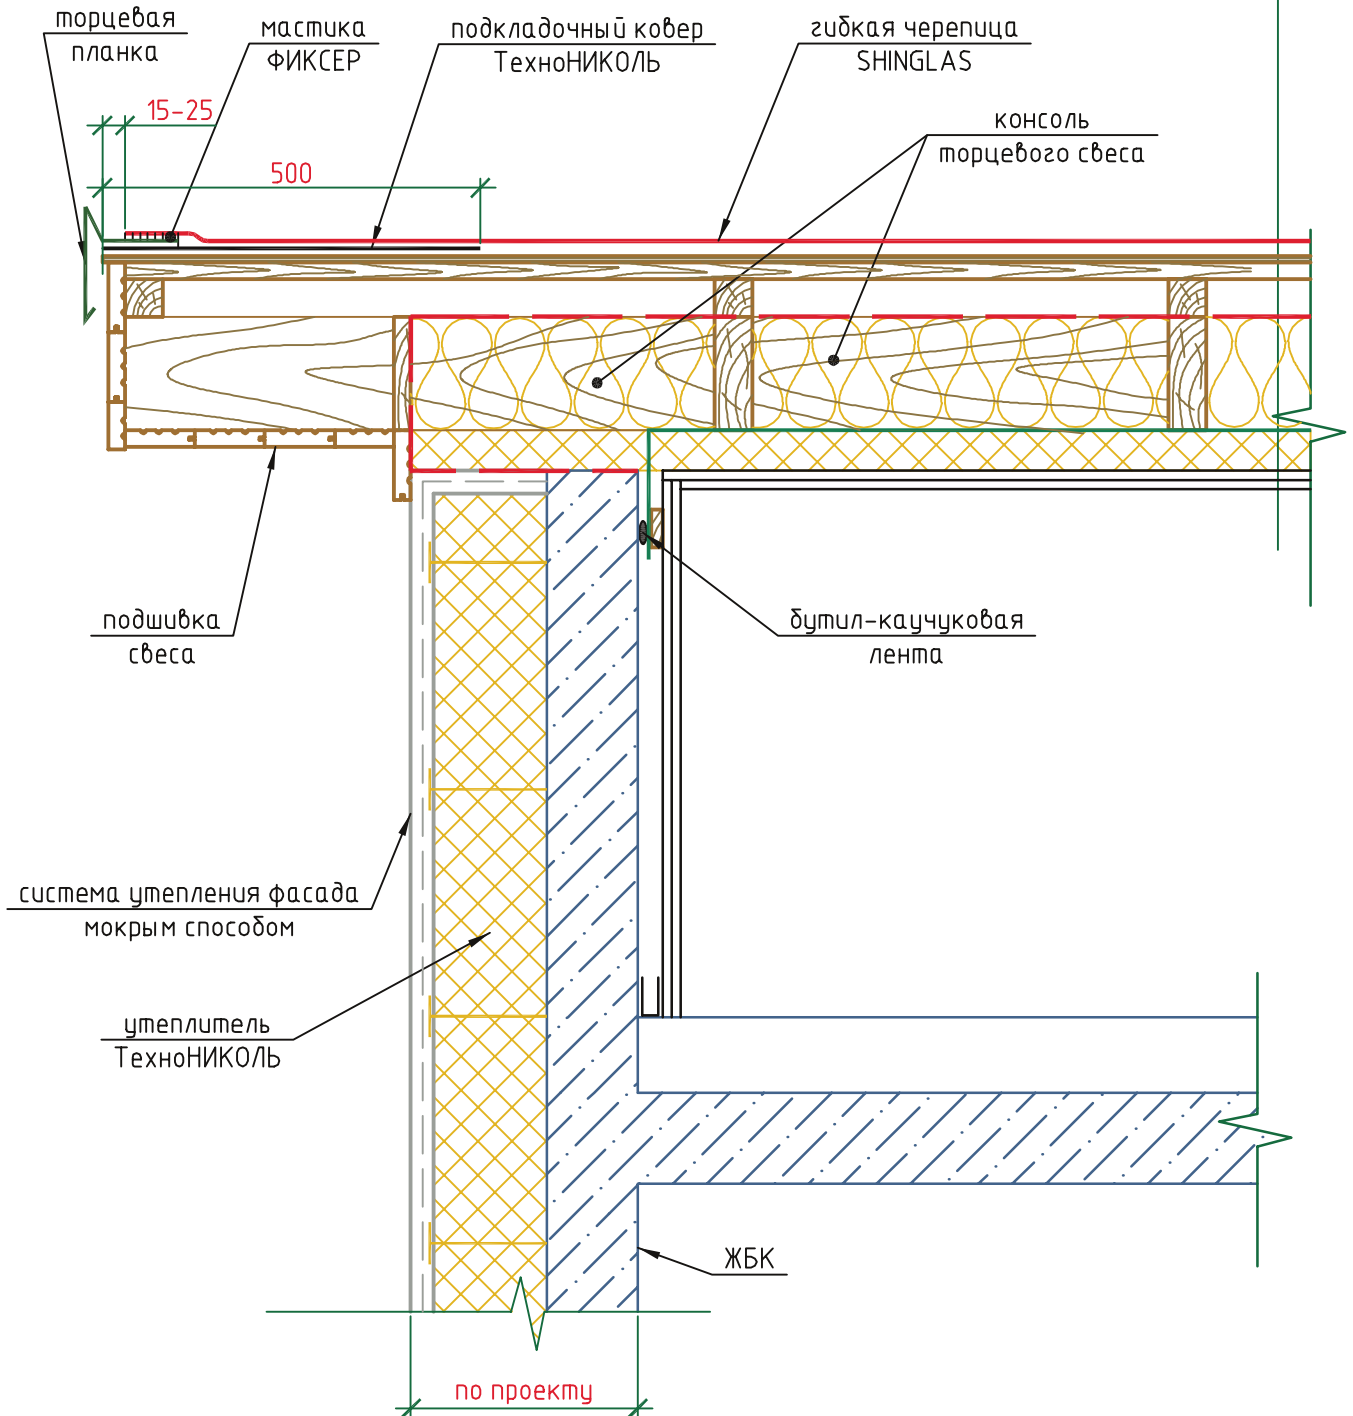 торцевая
планка
мастика
ФИКСЕР
подкладочный ковер
ТехноНИКОЛЬ
гибкая черепица
SHINGLAS
15-25
500
консоль
торцевого свеса
подшивка
свеса
бутил-каучуковая
лента
система утепления фасада
мокрым способом
утеплитель
ТехноНИКОЛЬ
ЖБК
по проекту